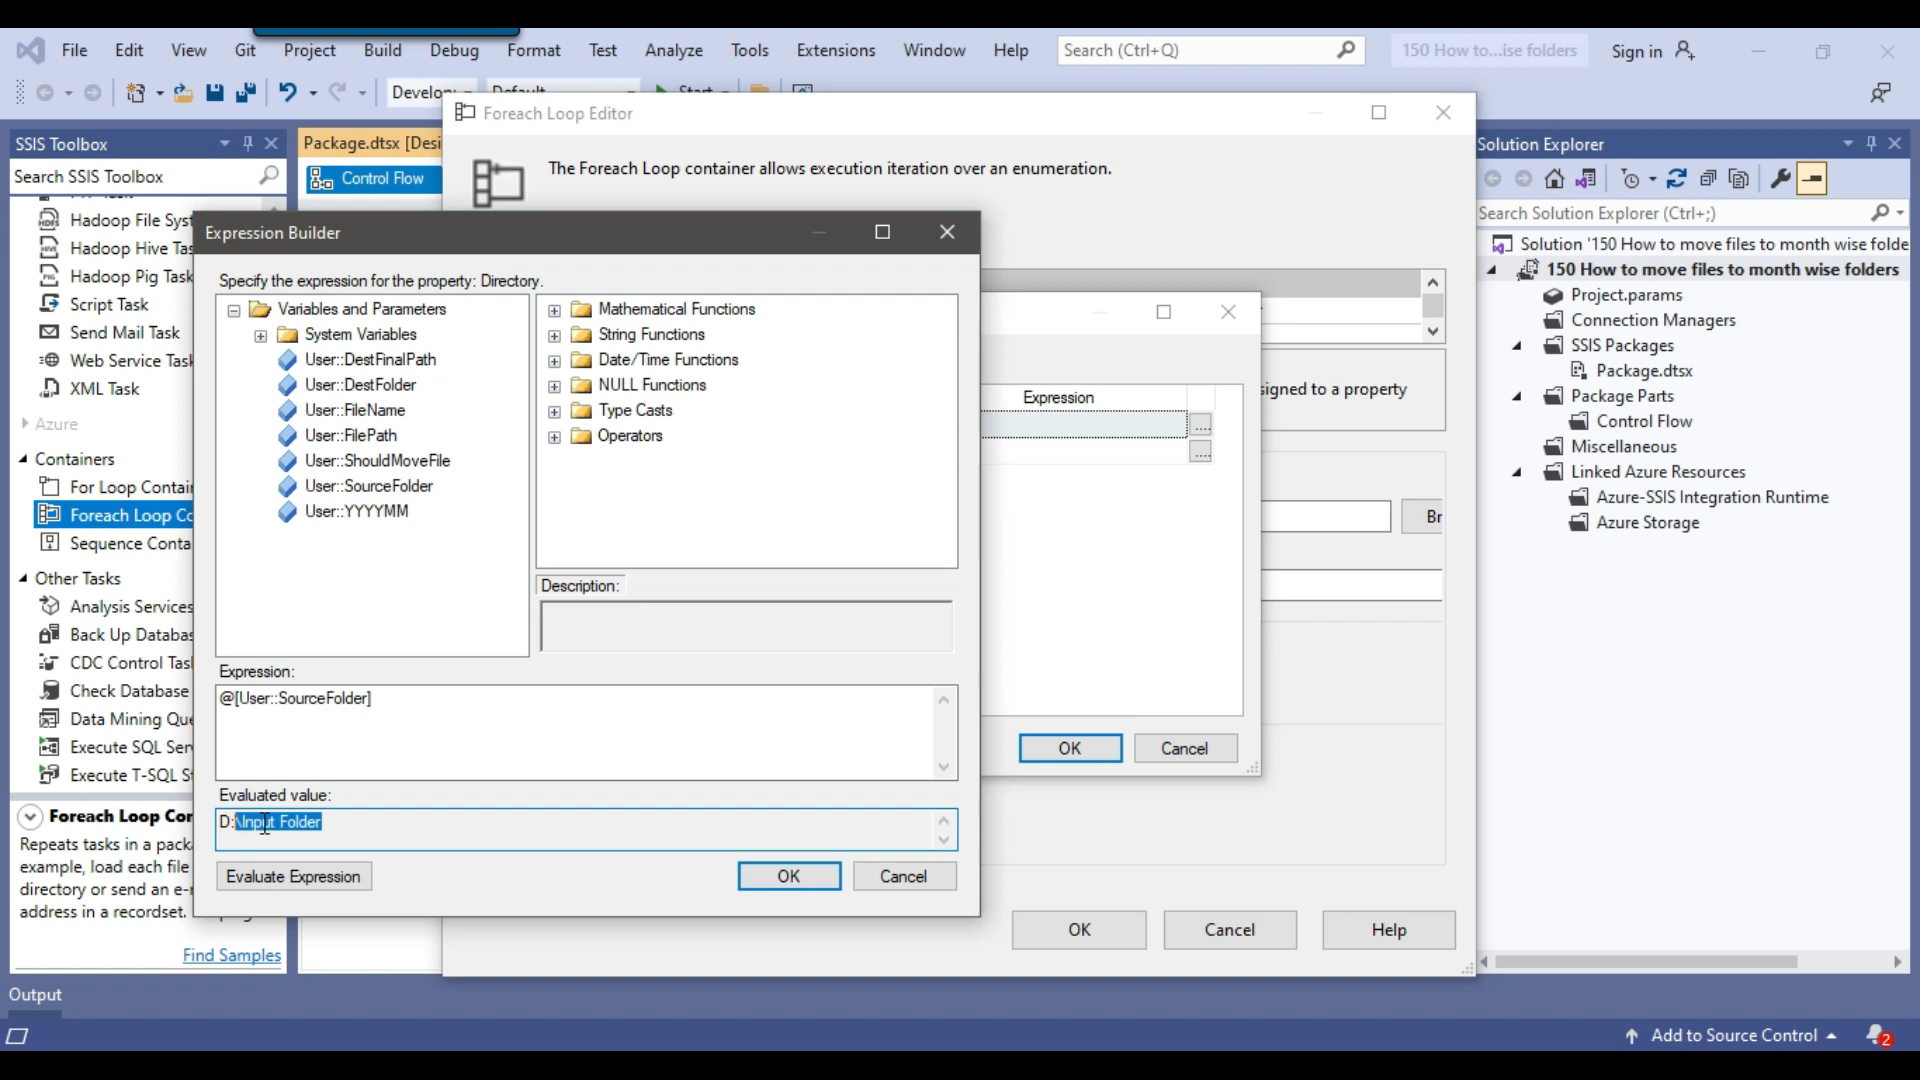 File Edit View Git Project Build Debug Format Test Analyze Tools Extensions Window Help Search (Ctrl+Q) 150 How to...ise folders Sign in
Default
Foreach Loop Editor
The Foreach Loop container allows execution iteration over an enumeration.
SSIS Toolbox
Search SSIS Toolbox
Hadoop File Sys
Hadoop Hive Tas
Hadoop Pig Task
Script Task
Send Mail Task
Web Service Task
XML Task
Azure
Containers
For Loop Contai
Foreach Loop Co
Sequence Conta
Other Tasks
Analysis Services
Back Up Databas
CDC Control Tas
Check Database
Data Mining Que
Execute SQL Serv
Execute T-SQL St
Foreach Loop Con
Repeats tasks in a pack
example, load each file
directory or send an e-
address in a recordset.
Find Samples
Package.dtsx [Desi
Control Flow
Expression Builder
Specify the expression for the property: Directory.
Variables and Parameters
System Variables
User::DestFinalPath
User::DestFolder
User::FileName
User::FilePath
User::ShouldMoveFile
User::SourceFolder
User::YYYYMM
Mathematical Functions
String Functions
Date/Time Functions
NULL Functions
Type Casts
Operators
Description:
Expression:
@[User::SourceFolder]
Evaluated value:
D:\Input Folder
Evaluate Expression OK Cancel
Expression
....
....
OK Cancel
signed to a property
Br
OK Cancel Help
Solution Explorer
Search Solution Explorer (Ctrl+;)
Solution '150 How to move files to month wise folde
150 How to move files to month wise folders
Project.params
Connection Managers
SSIS Packages
Package.dtsx
Package Parts
Control Flow
Miscellaneous
Linked Azure Resources
Azure-SSIS Integration Runtime
Azure Storage
Output
Add to Source Control
2